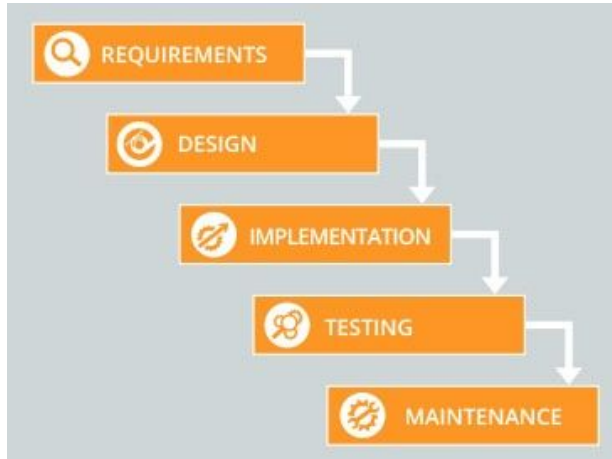 REQUIREMENTS
DESIGN
IMPLEMENTATION
TESTING
MAINTENANCE